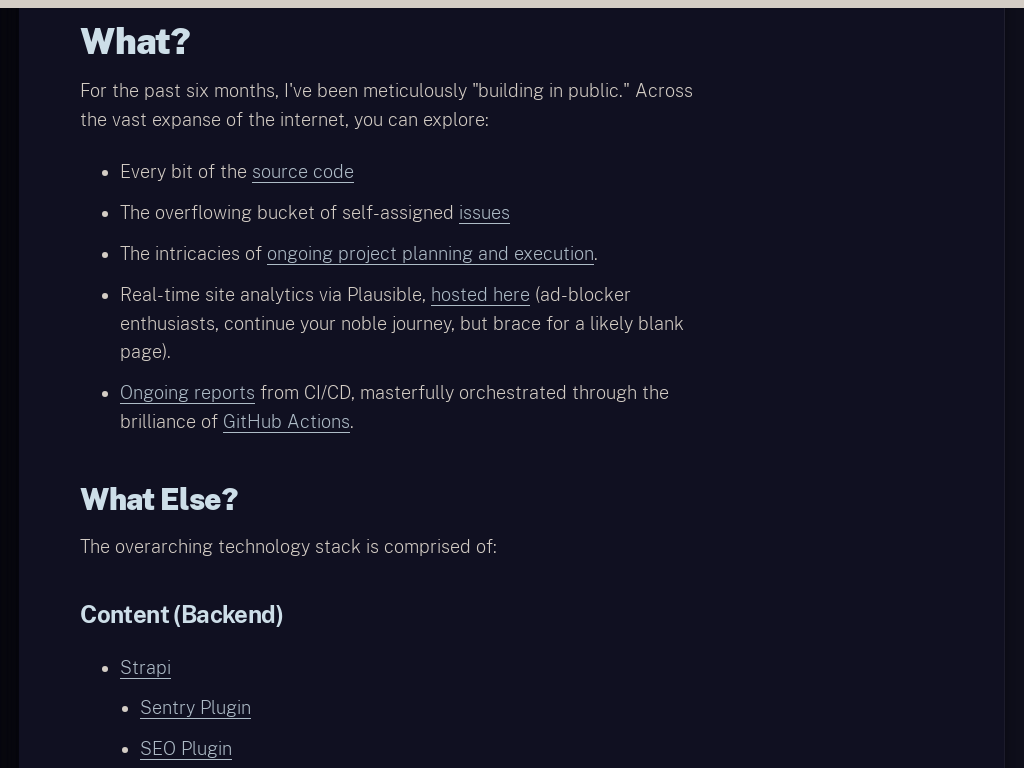 What?
For the past six months, I've been meticulously "building in public." Across
the vast expanse of the internet, you can explore:
Every bit of the source code
The overflowing bucket of self-assigned issues
The intricacies of ongoing project planning and execution.
Real-time site analytics via Plausible, hosted here (ad-blocker
enthusiasts, continue your noble journey, but brace for a likely blank
page).
Ongoing reports from CI/CD, masterfully orchestrated through the
brilliance of GitHub Actions.
What Else?
The overarching technology stack is comprised of:
Content (Backend)
Strapi
Sentry Plugin
SEO Plugin